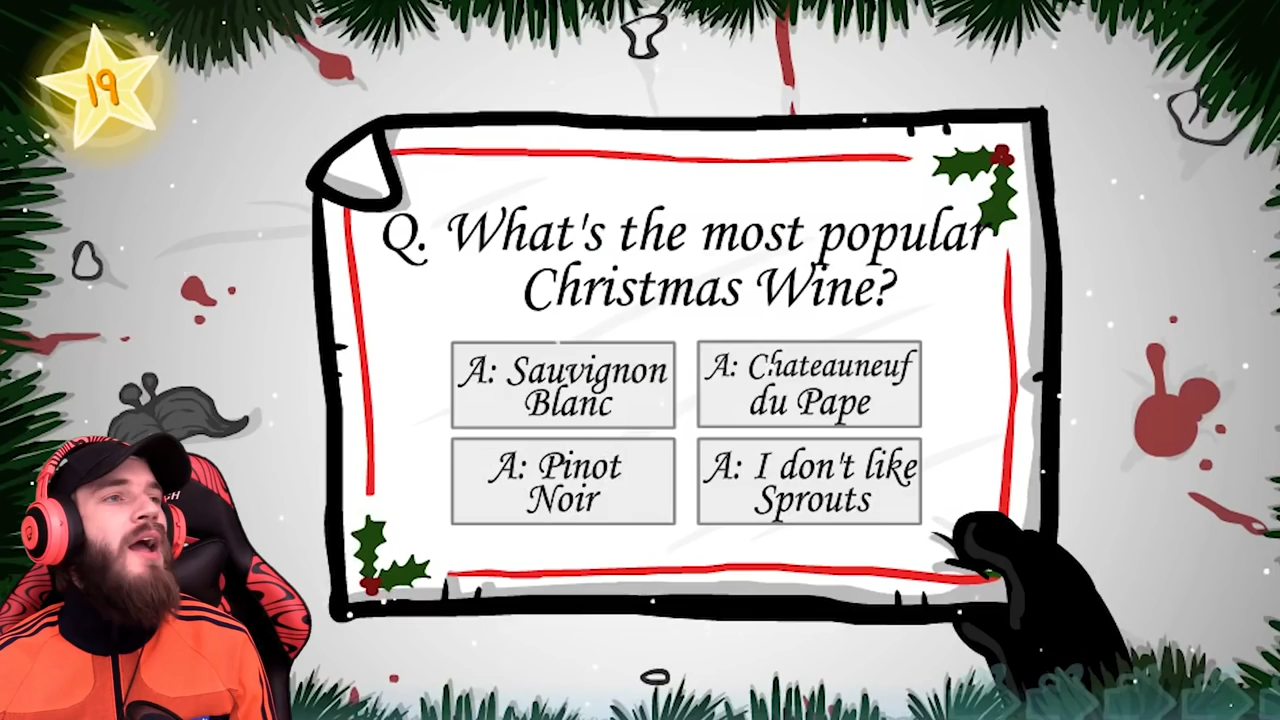 19
Q. What's the most popular
Christmas Wine?
A: Sauvignon
Blanc
A: Chateauneuf
du Pape
A: Pinot
Noir
A: I don't like
Sprouts